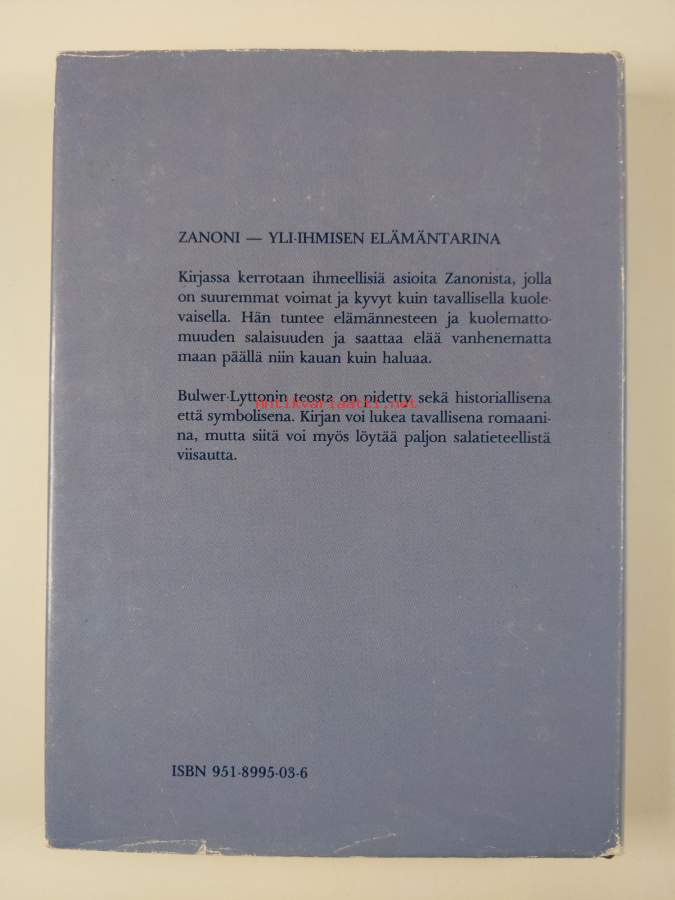 ZANONI — YLI-IHMISEN ELÄMÄNTARINA
Kirjassa kerrotaan ihmeellisiä asioita Zanonista, jolla
on suuremmat voimat ja kyvyt kuin tavallisella kuole-
vaisella. Hän tuntee elämännesteen ja kuolematto-
muuden salaisuuden ja saattaa elää vanhenematta
maan päällä niin kauan kuin haluaa.
Bulwer-Lyttonin teosta on pidetty sekä historiallisena
antikvariaatti.net
että symbolisena. Kirjan voi lukea tavallisena romaani-
na, mutta siitä voi myös löytää paljon salatieteellistä
viisautta.
ISBN 951-8995-03-6